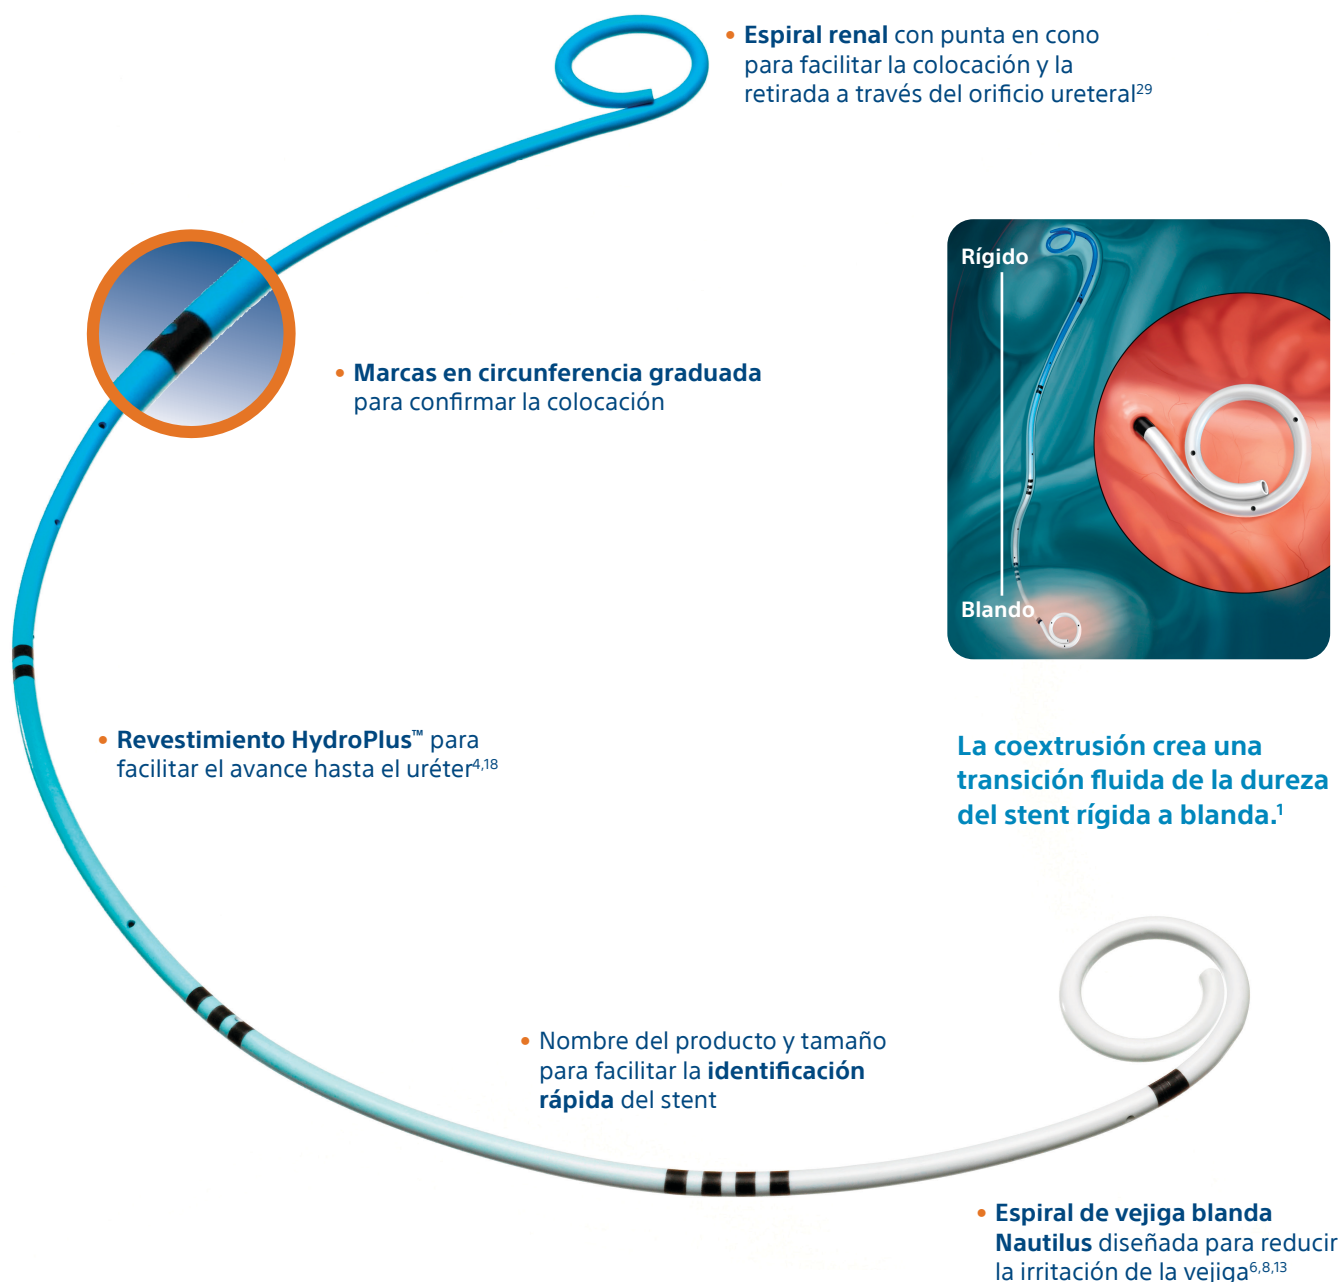 • Espiral renal con punta en cono
para facilitar la colocación y la
retirada a través del orificio ureteral²⁹
Rígido
• Marcas en circunferencia graduada
para confirmar la colocación
Blando
• Revestimiento HydroPlus™ para
facilitar el avance hasta el uréter⁴,¹⁸
La coextrusión crea una
transición fluida de la dureza
del stent rígida a blanda.¹
• Nombre del producto y tamaño
para facilitar la identificación
rápida del stent
• Espiral de vejiga blanda
Nautilus diseñada para reducir
la irritación de la vejiga⁶,⁸,¹³